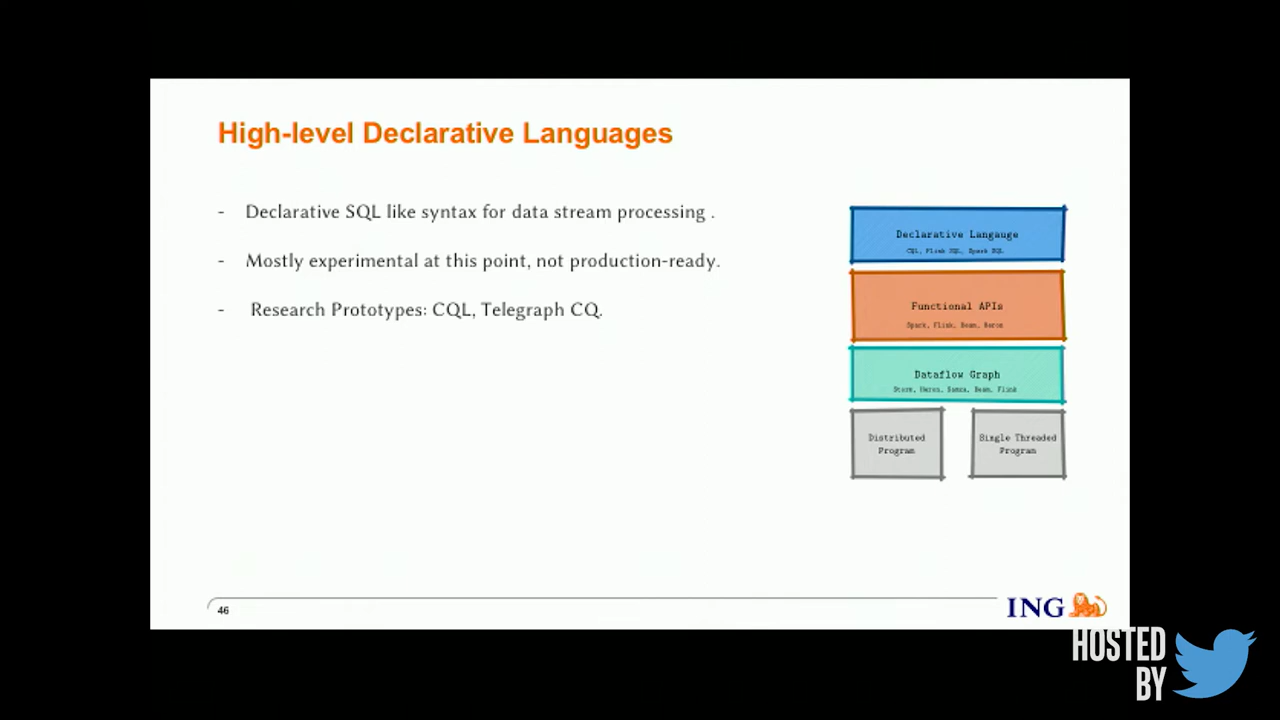 High-level Declarative Languages
- Declarative SQL like syntax for data stream processing .
- Mostly experimental at this point, not production-ready.
- Research Prototypes: CQL, Telegraph CQ.
Declarative Langauge
CQL, Flink SQL, Spark SQL
Functional APIs
Spark, Flink, Beam, Heron
Dataflow Graph
Storm, Heron, Samza, Beam, Flink
Distributed
Program
Single Threaded
Program
46
ING
HOSTED
BY